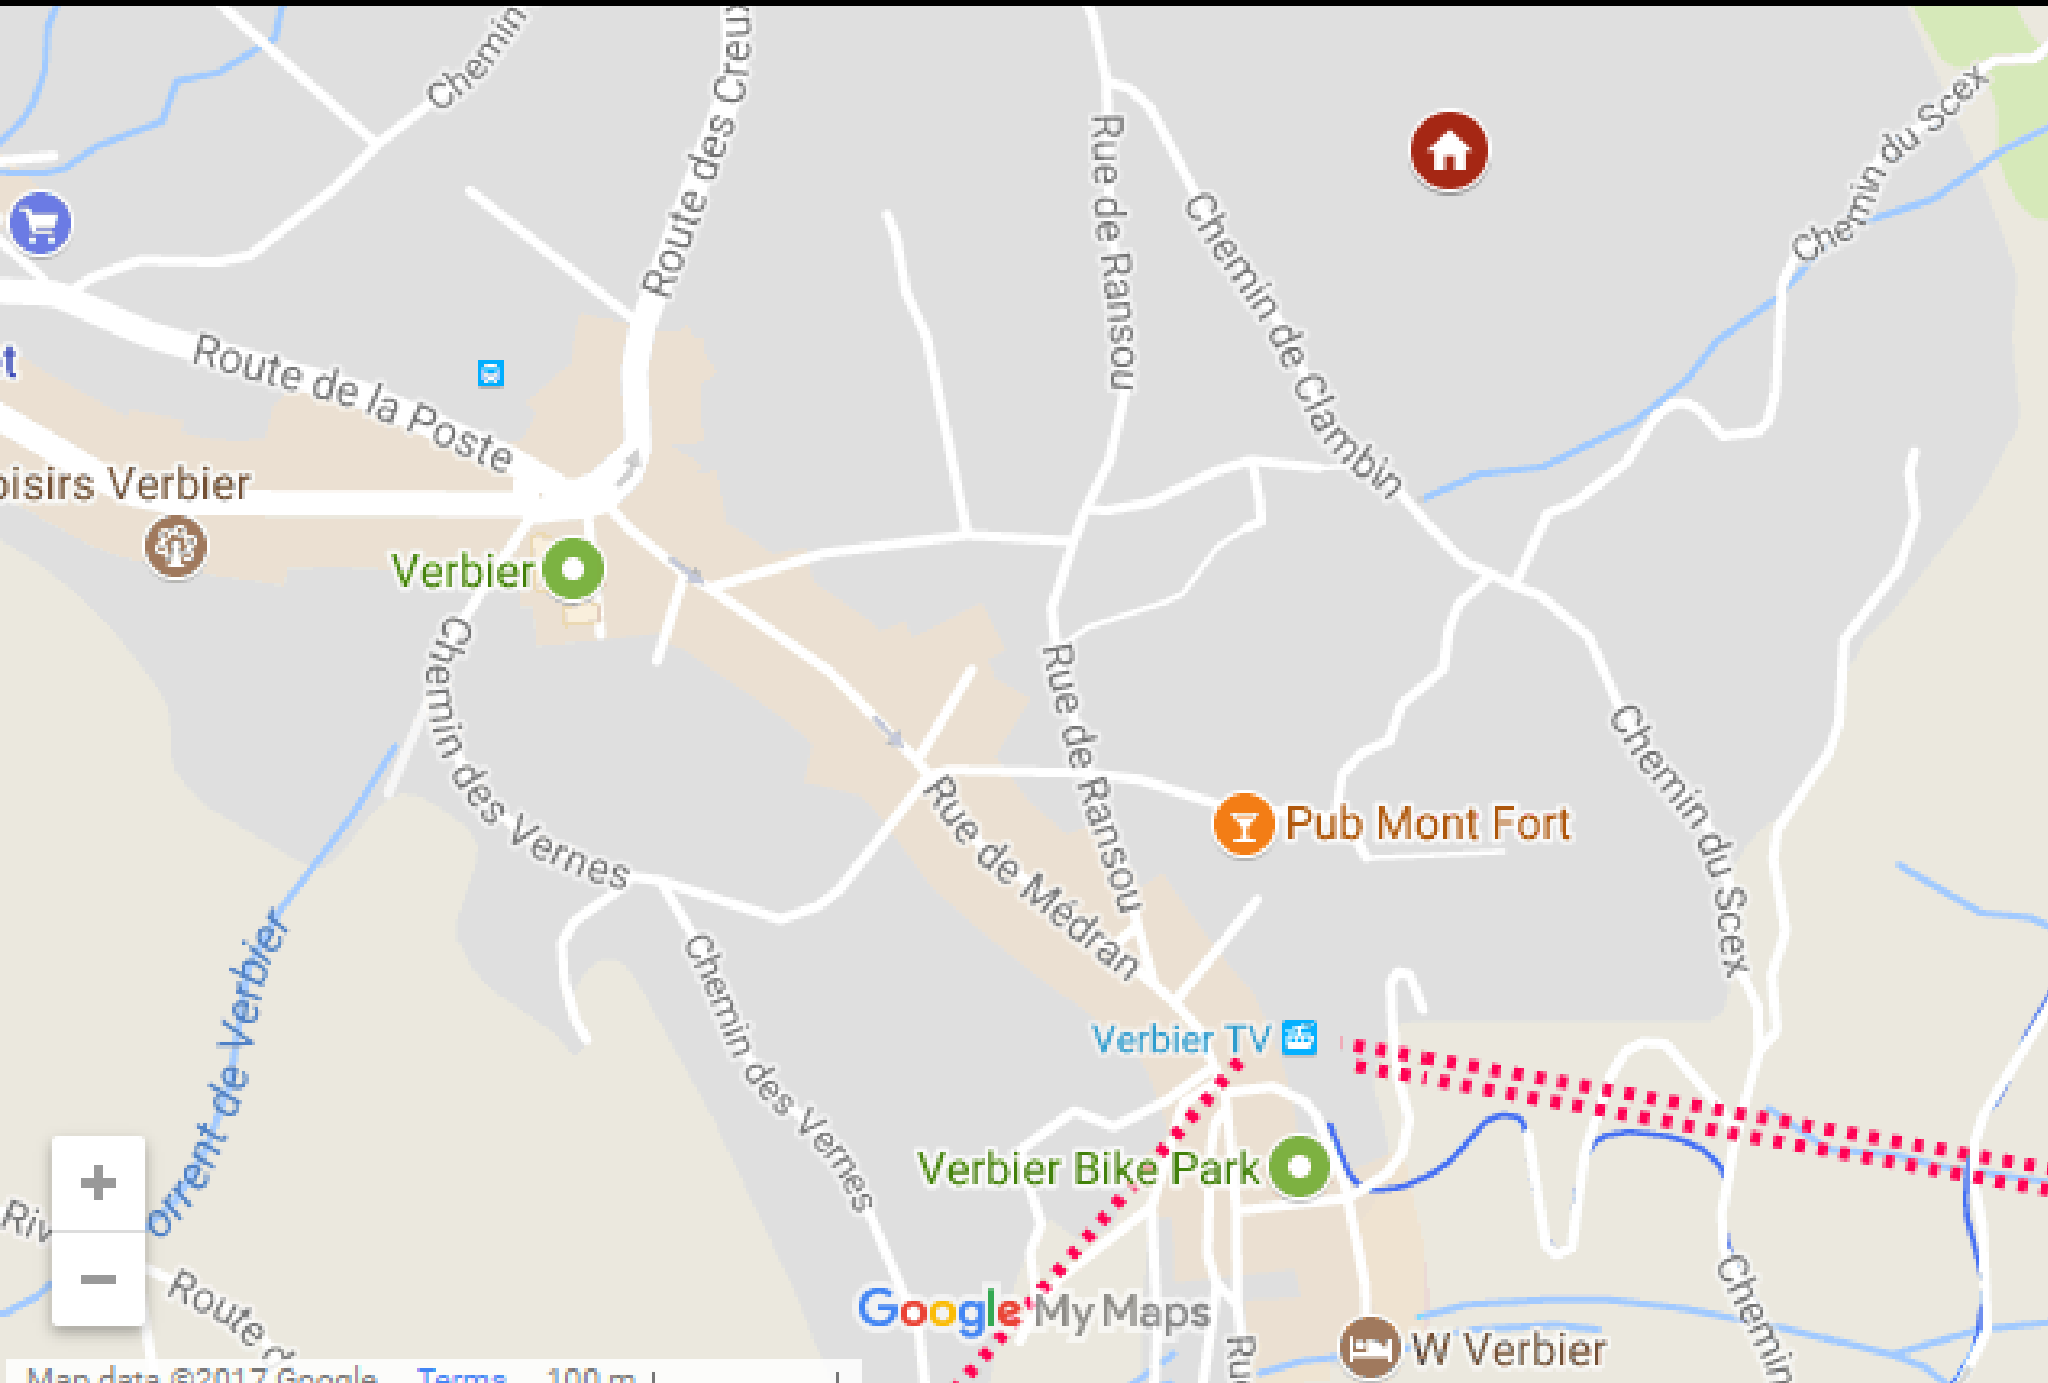 Chemin
Route des Creux
Rue de Ransou
Chemin de Clambin
Chemin du Scex
Route de la Poste
oisirs Verbier
Verbier
Chemin des Vernes
Rue de Ransou
Chemin du Scex
Pub Mont Fort
Rue de Médran
orrent de Verbier
Chemin des Vernes
Verbier TV
Verbier Bike Park
Riv
Route d
Chemin
Google My Maps
W Verbier
Map data ©2017 Google Terms 100 m